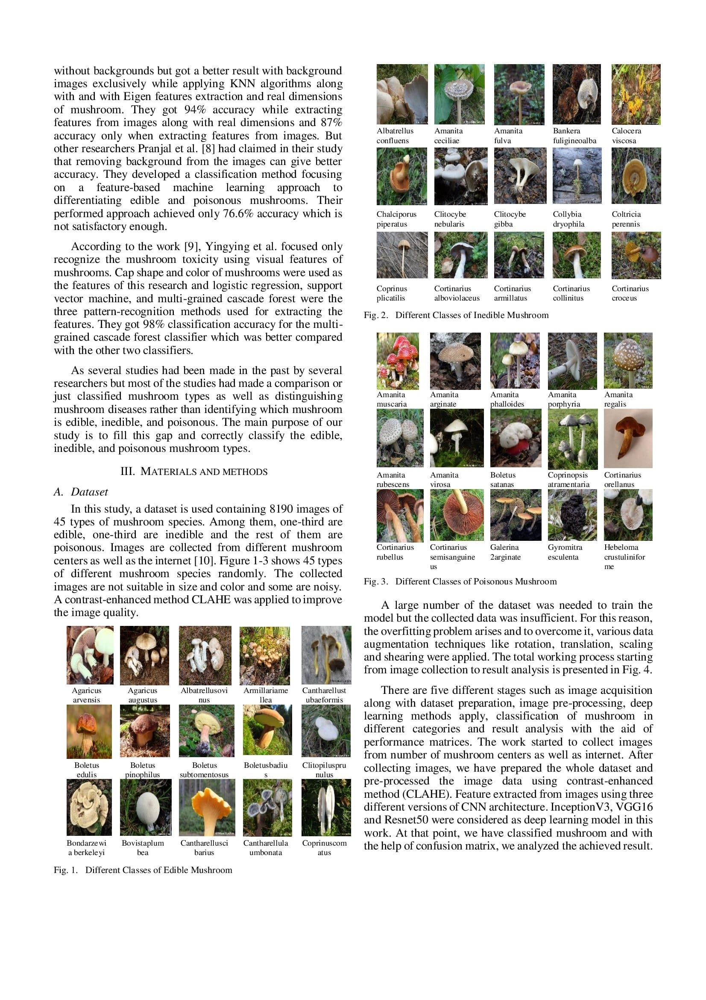 without backgrounds but got a better result with background
images exclusively while applying KNN algorithms along
with and with Eigen features extraction and real dimensions
of mushroom. They got 94% accuracy while extracting
features from images along with real dimensions and 87%
accuracy only when extracting features from images. But
other researchers Pranjal et al. [8] had claimed in their study
that removing background from the images can give better
accuracy. They developed a classification method focusing
on a feature-based machine learning approach to
differentiating edible and poisonous mushrooms. Their
performed approach achieved only 76.6% accuracy which is
not satisfactory enough.
According to the work [9], Yingying et al. focused only
recognize the mushroom toxicity using visual features of
mushrooms. Cap shape and color of mushrooms were used as
the features of this research and logistic regression, support
vector machine, and multi-grained cascade forest were the
three pattern-recognition methods used for extracting the
features. They got 98% classification accuracy for the multi-
grained cascade forest classifier which was better compared
with the other two classifiers.
As several studies had been made in the past by several
researchers but most of the studies had made a comparison or
just classified mushroom types as well as distinguishing
mushroom diseases rather than identifying which mushroom
is edible, inedible, and poisonous. The main purpose of our
study is to fill this gap and correctly classify the edible,
inedible, and poisonous mushroom types.
III. MATERIALS AND METHODS
A. Dataset
In this study, a dataset is used containing 8190 images of
45 types of mushroom species. Among them, one-third are
edible, one-third are inedible and the rest of them are
poisonous. Images are collected from different mushroom
centers as well as the internet [10]. Figure 1-3 shows 45 types
of different mushroom species randomly. The collected
images are not suitable in size and color and some are noisy.
A contrast-enhanced method CLAHE was applied to improve
the image quality.
Agaricus Agaricus Albatrellusovi Armillariame Cantharellust
arvensis augustus nus llea ubaeformis
Boletus Boletus Boletus Boletusbadiu Clitopiluspru
edulis pinophilus subtomentosus s nulus
Bondarzewi Bovistaplum Cantharellusci Cantharellula Coprinuscom
a berkeleyi bea barius umbonata atus
Fig. 1. Different Classes of Edible Mushroom
Albatrellus Amanita Amanita Bankera Calocera
confluens ceciliae fulva fuligineoalba viscosa
Chalciporus Clitocybe Clitocybe Collybia Coltricia
piperatus nebularis gibba dryophila perennis
Coprinus Cortinarius Cortinarius Cortinarius Cortinarius
plicatilis alboviolaceus armillatus collinitus croceus
Fig. 2. Different Classes of Inedible Mushroom
Amanita Amanita Amanita Amanita Amanita
muscaria arginate phalloides porphyria regalis
Amanita Amanita Boletus Coprinopsis Cortinarius
rubescens virosa satanas atramentaria orellanus
Cortinarius Cortinarius Galerina Gyromitra Hebeloma
rubellus semisanguine 2arginate esculenta crustulinifor
us me
Fig. 3. Different Classes of Poisonous Mushroom
A large number of the dataset was needed to train the
model but the collected data was insufficient. For this reason,
the overfitting problem arises and to overcome it, various data
augmentation techniques like rotation, translation, scaling
and shearing were applied. The total working process starting
from image collection to result analysis is presented in Fig. 4.
There are five different stages such as image acquisition
along with dataset preparation, image pre-processing, deep
learning methods apply, classification of mushroom in
different categories and result analysis with the aid of
performance matrices. The work started to collect images
from number of mushroom centers as well as internet. After
collecting images, we have prepared the whole dataset and
pre-processed the image data using contrast-enhanced
method (CLAHE). Feature extracted from images using three
different versions of CNN architecture. InceptionV3, VGG16
and Resnet50 were considered as deep learning model in this
work. At that point, we have classified mushroom and with
the help of confusion matrix, we analyzed the achieved result.